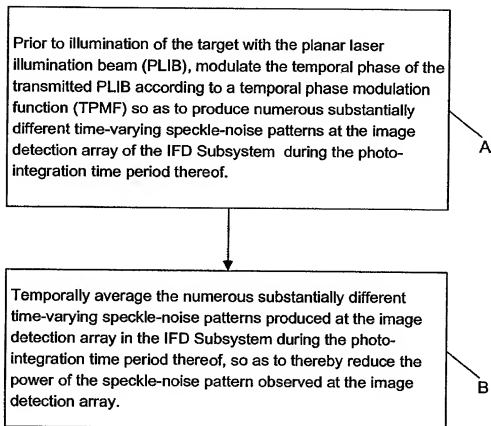 Prior to illumination of the target with the planar laser
illumination beam (PLIB), modulate the temporal phase of the
transmitted PLIB according to a temporal phase modulation
function (TPMF) so as to produce numerous substantially
different time-varying speckle-noise patterns at the image
detection array of the IFD Subsystem during the photo-
integration time period thereof.
A
Temporally average the numerous substantially different
time-varying speckle-noise patterns produced at the image
detection array in the IFD Subsystem during the photo-
integration time period thereof, so as to thereby reduce the
power of the speckle-noise pattern observed at the image
detection array.
B